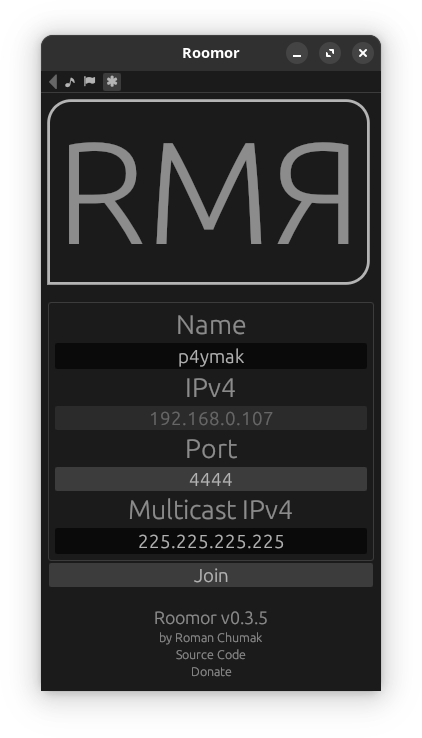 Roomor
RMЯ
Name
p4ymak
IPv4
192.168.0.107
Port
4444
Multicast IPv4
225.225.225.225
Join
Roomor v0.3.5
by Roman Chumak
Source Code
Donate